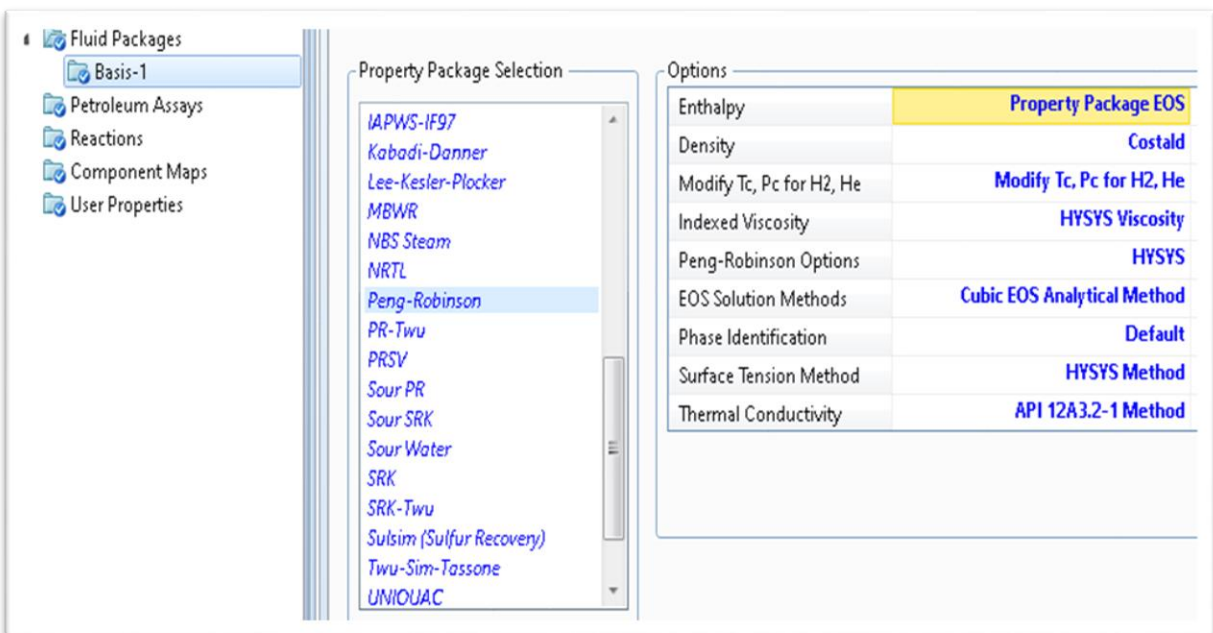 Fluid Packages
Basis-1
Petroleum Assays
Reactions
Component Maps
User Properties
Property Package Selection
IAPWS-IF97
Kabadi-Danner
Lee-Kesler-Plocker
MBWR
NBS Steam
NRTL
Peng-Robinson
PR-Twu
PRSV
Sour PR
Sour SRK
Sour Water
SRK
SRK-Twu
Sulsim (Sulfur Recovery)
Twu-Sim-Tassone
UNIQUAC
Options
Enthalpy Property Package EOS
Density Costald
Modify Tc, Pc for H2, He Modify Tc, Pc for H2, He
Indexed Viscosity HYSYS Viscosity
Peng-Robinson Options HYSYS
EOS Solution Methods Cubic EOS Analytical Method
Phase Identification Default
Surface Tension Method HYSYS Method
Thermal Conductivity API 12A3.2-1 Method